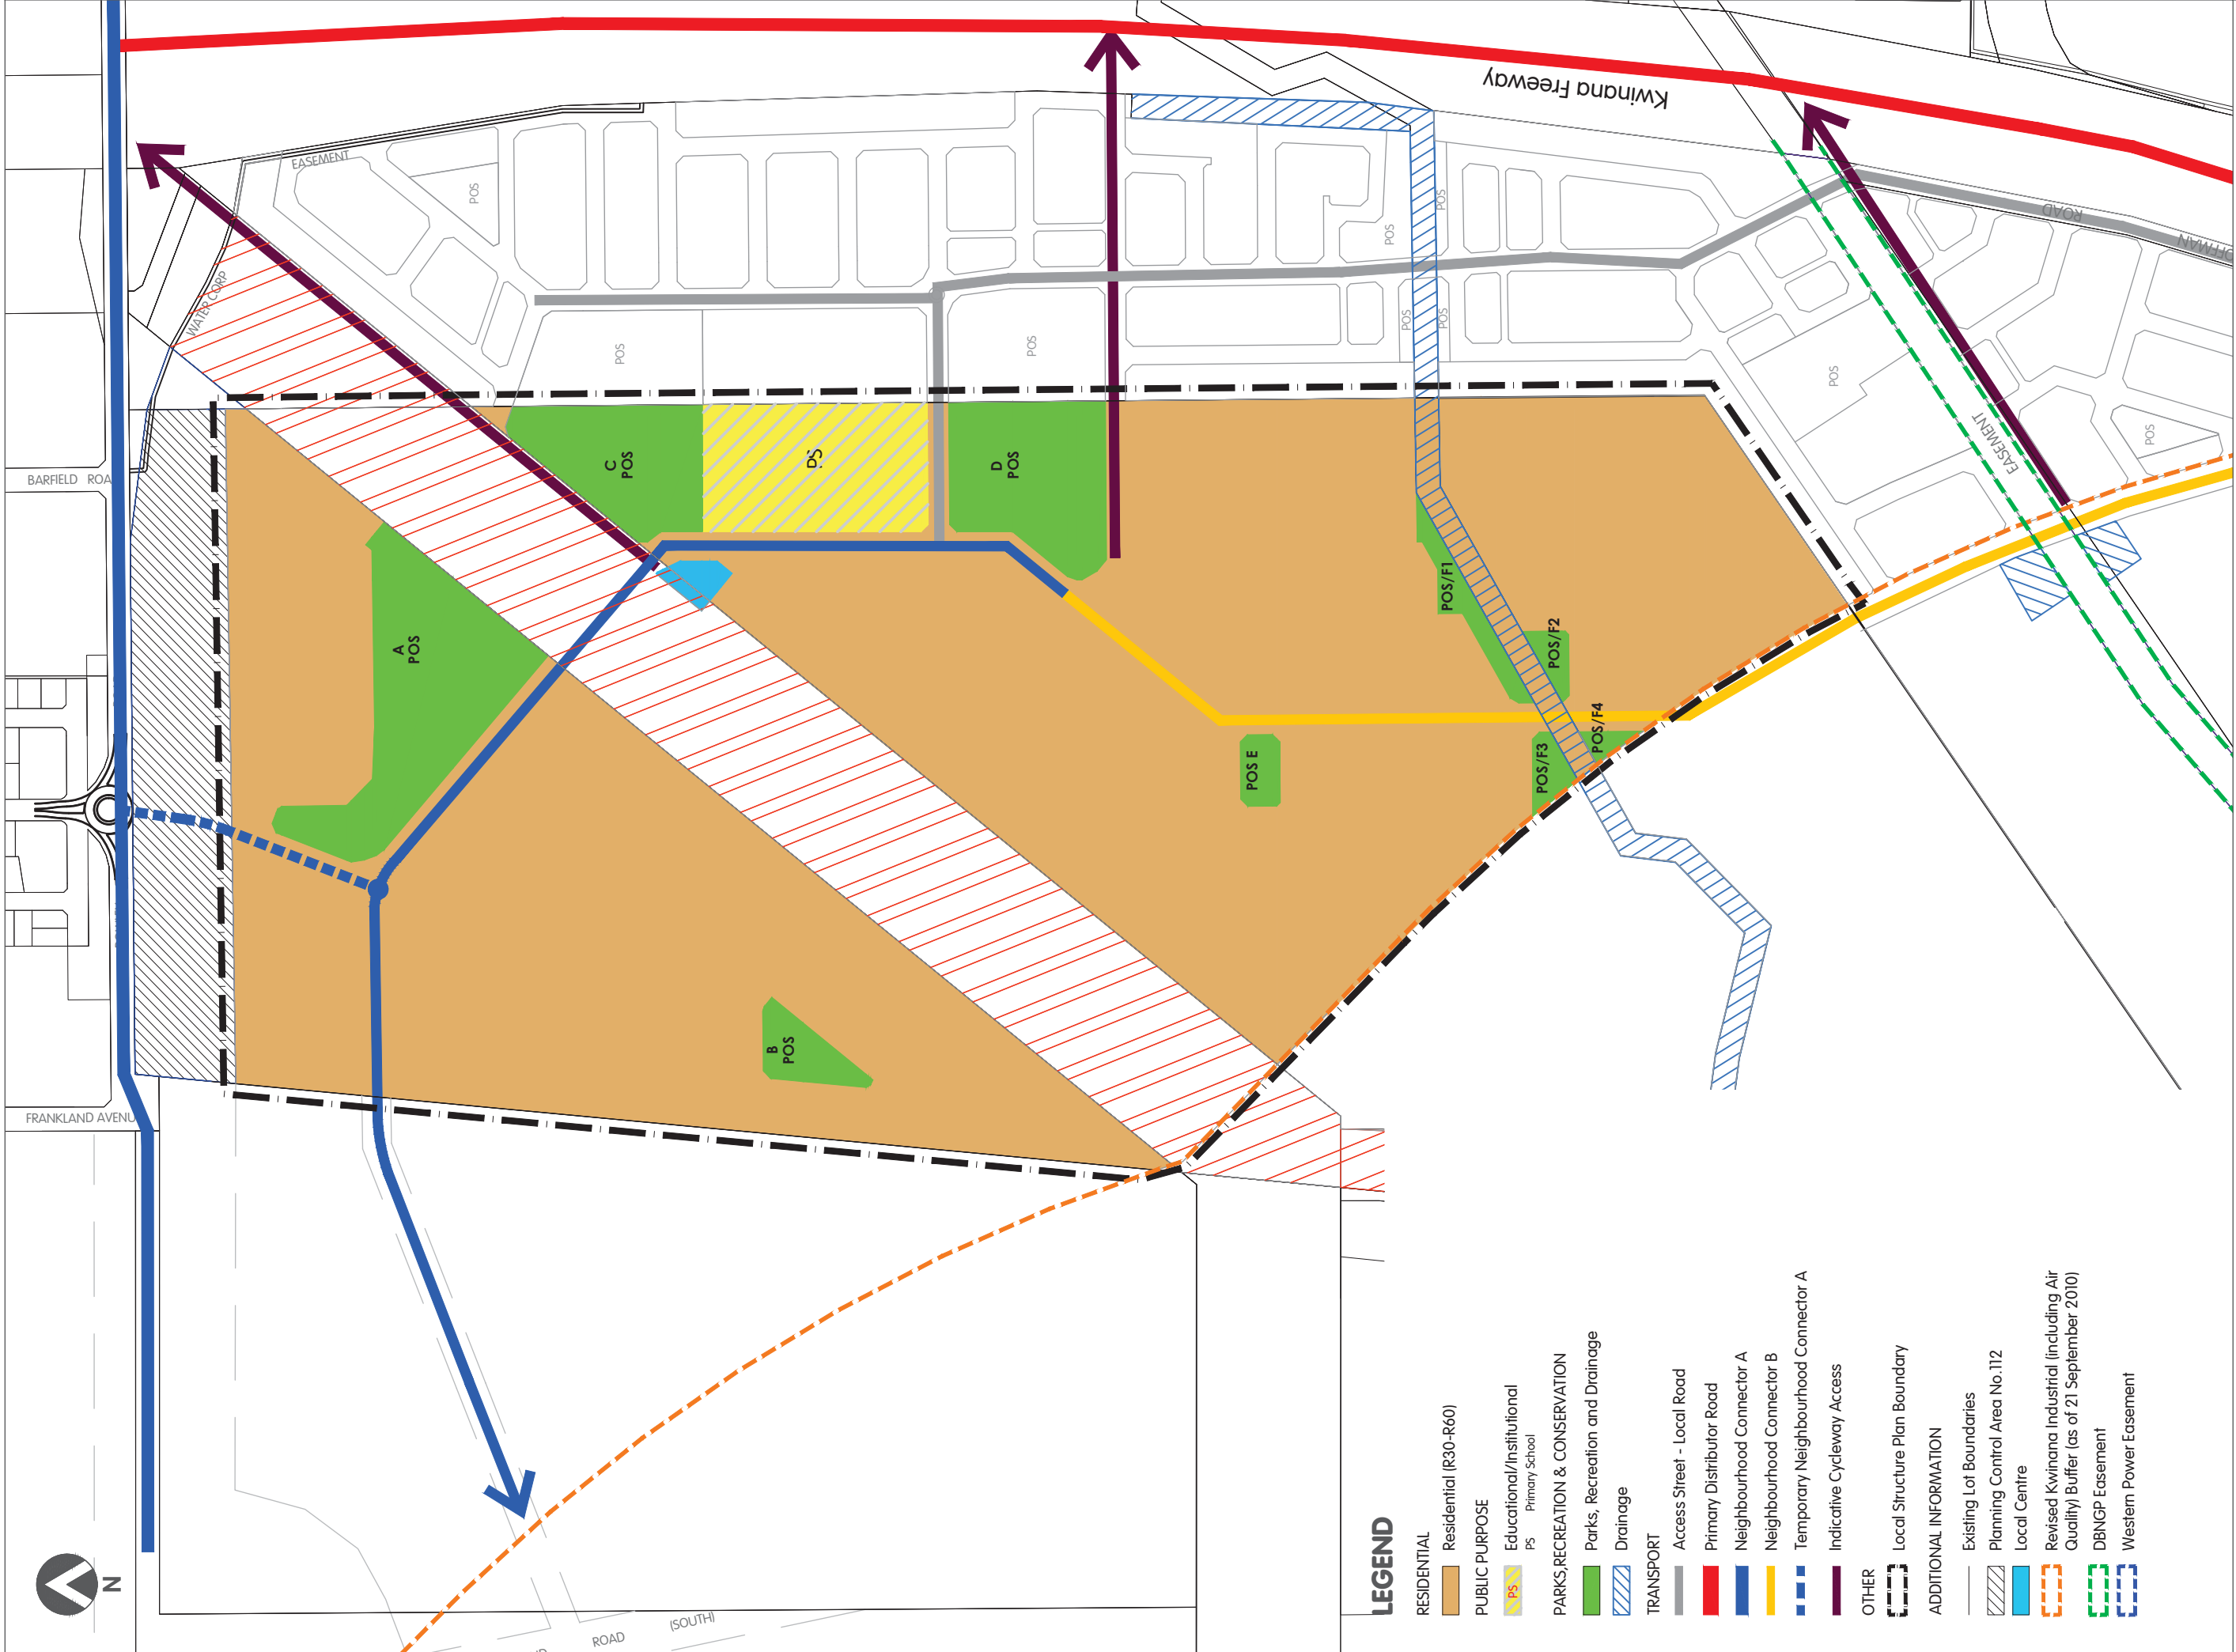 Kwinana Freeway
EASEMENT
WATER CORP
POS
POS
POS
POS
POS
POS
POS
POS
POS
ROAD
EASEMENT
BARFIELD ROA
FRANKLAND AVENU
C
POS
PS
D
POS
A
POS
B
POS
POS E
POS/F1
POS/F2
POS/F3
POS/F4
N
ROAD
(SOUTH)
LEGEND
RESIDENTIAL
Residential (R30-R60)
PUBLIC PURPOSE
PS
Educational/Institutional
PS Primary School
PARKS,RECREATION & CONSERVATION
Parks, Recreation and Drainage
Drainage
TRANSPORT
Access Street - Local Road
Primary Distributor Road
Neighbourhood Connector A
Neighbourhood Connector B
Temporary Neighbourhood Connector A
Indicative Cycleway Access
OTHER
Local Structure Plan Boundary
ADDITIONAL INFORMATION
Existing Lot Boundaries
Planning Control Area No.112
Local Centre
Revised Kwinana Industrial (including Air
Quality) Buffer (as of 21 September 2010)
DBNGP Easement
Western Power Easement